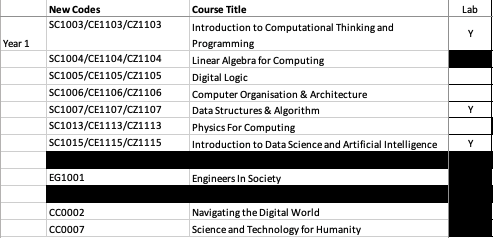 New Codes Course Title Lab
Year 1 SC1003/CE1103/CZ1103 Introduction to Computational Thinking and Y
Programming
SC1004/CE1104/CZ1104 Linear Algebra for Computing
SC1005/CE1105/CZ1105 Digital Logic
SC1006/CE1106/CZ1106 Computer Organisation & Architecture
SC1007/CE1107/CZ1107 Data Structures & Algorithm Y
SC1013/CE1113/CZ1113 Physics For Computing
SC1015/CE1115/CZ1115 Introduction to Data Science and Artificial Intelligence Y
EG1001 Engineers In Society
CC0002 Navigating the Digital World
CC0007 Science and Technology for Humanity